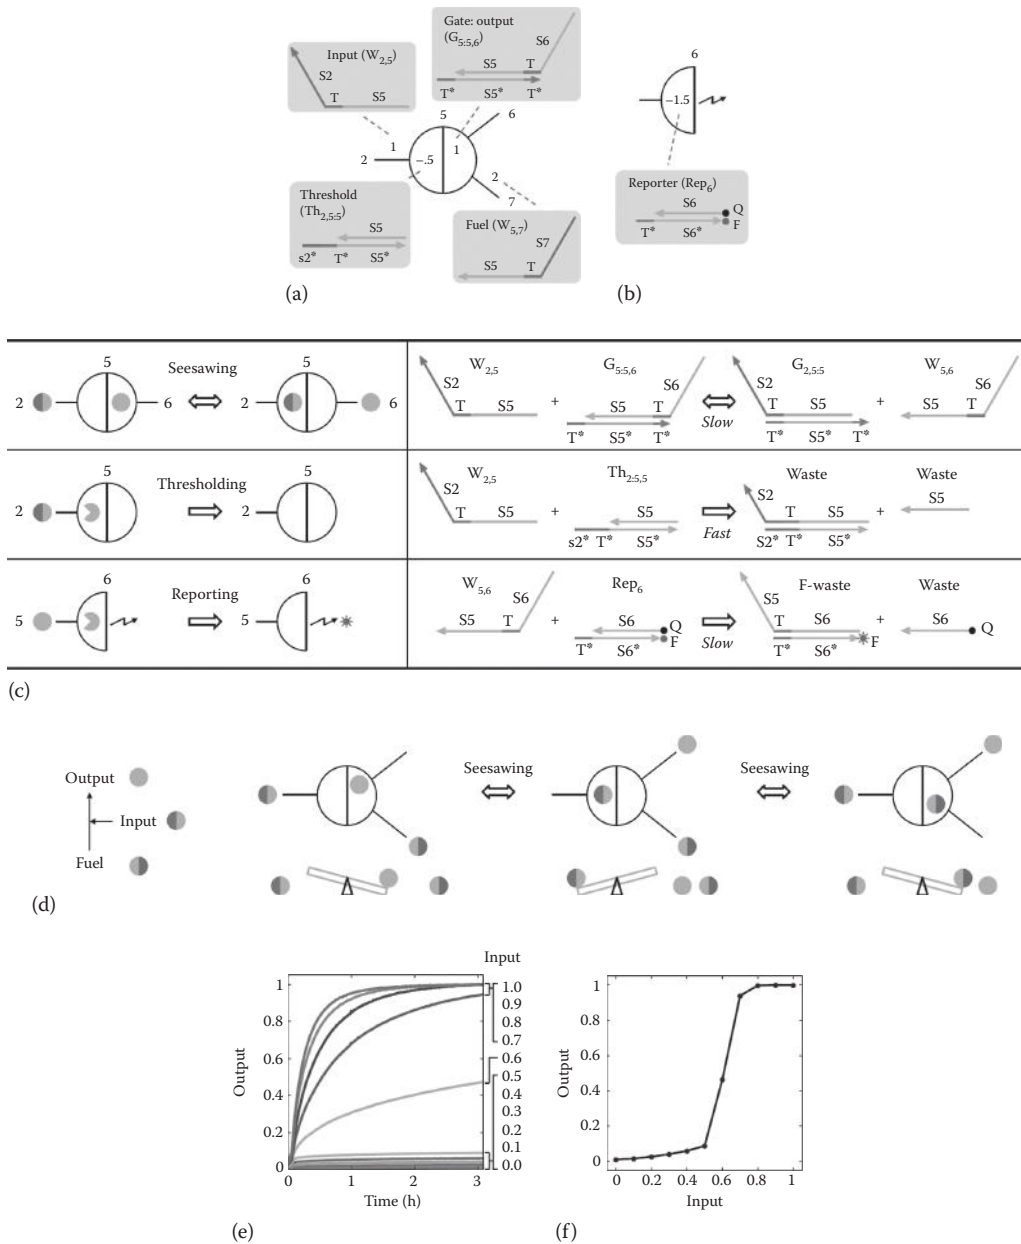 Input (W2,5)
S2
T S5
Gate: output
(G5:5,6)
S6
S5 T
T* S5* T*
5
6
1
1
2
–.5
2
7
Threshold
(Th2,5:5)
S5
s2* T* S5*
Fuel (W5,7)
S7
S5 T
(a)
6
–1.5
Reporter (Rep6)
S6
Q
F
T* S6*
(b)
5 Seesawing 5
2 6 2 6
W2,5 G5:5,6 G2,5:5 W5,6
S2 S6 S2 S6
T S5 + S5 T Slow T S5 + S5 T
T* S5* T* T* S5* T*
5 Thresholding 5
2 2
W2,5 Th2:5,5 Waste Waste
S2 S2 S5
T S5 + S5 Fast T S5 +
s2* T* S5* S2* T* S5*
6 Reporting 6
5 5
W5,6 Rep6 F-waste Waste
S6 S5
S5 T + S6 Q Slow T S6 + S6 Q
T* S6* F T* S6* F
(c)
Output
Input
Fuel
Seesawing
Seesawing
(d)
Input
1
0.8
0.6
0.4
0.2
0
Output
0 1 2 3
Time (h)
1.0
0.9
0.8
0.7
0.6
0.5
0.4
0.3
0.2
0.1
0.0
(e)
1
0.8
0.6
0.4
0.2
0
Output
0 0.2 0.4 0.6 0.8 1
Input
(f)